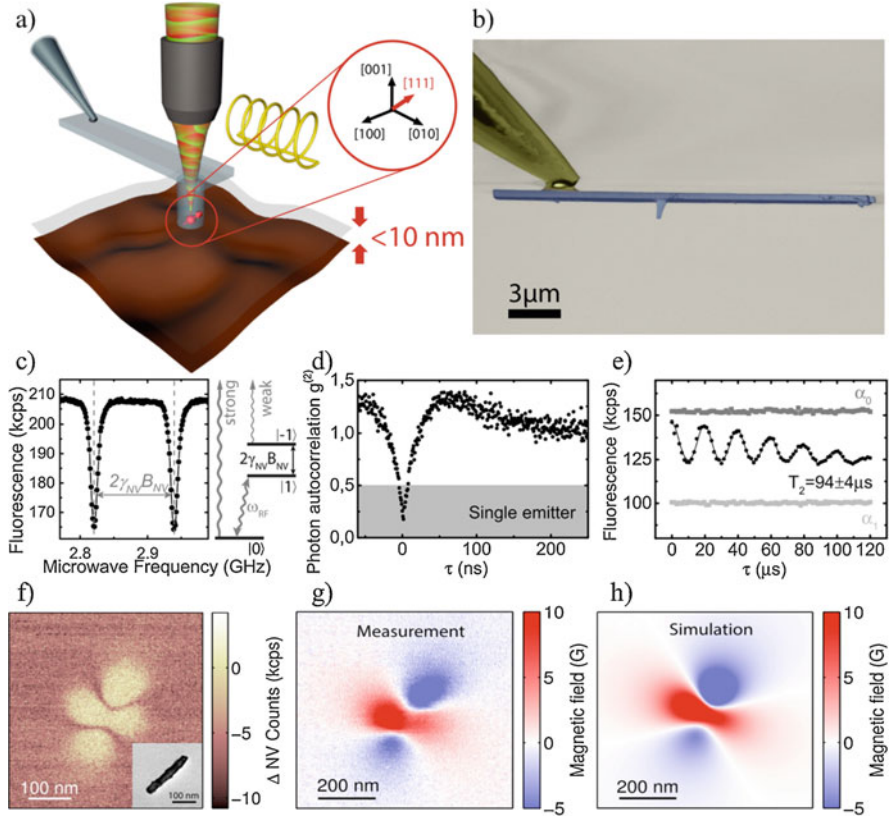 a)
[001]
[111]
[100]
[010]
<10 nm
b)
3μm
c)
Fluorescence (kcps)
210
200
190
180
170
160
2γNVBNV
2.8
2.9
Microwave Frequency (GHz)
strong
weak
|-1⟩
2γNVBNV
|1⟩
ωRF
|0⟩
d)
Photon autocorrelation g(2)
1,5
1,0
0,5
0,0
Single emitter
0
100
200
τ (ns)
e)
Fluorescence (kcps)
150
125
100
α0
T2=94±4μs
α1
0
20
40
60
80
100
120
τ (μs)
f)
100 nm
100 nm
0
-5
-10
Δ NV Counts (kcps)
g)
Measurement
200 nm
10
5
0
-5
Magnetic field (G)
h)
Simulation
200 nm
10
5
0
-5
Magnetic field (G)